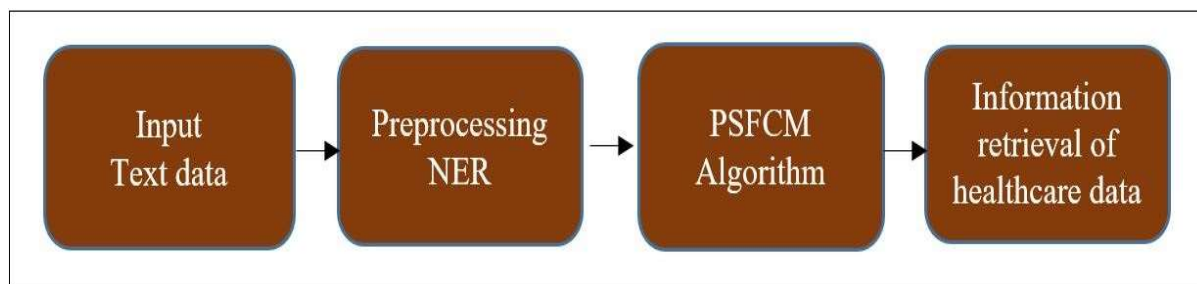 Input
Text data
Preprocessing
NER
PSFCM
Algorithm
Information
retrieval of
healthcare data